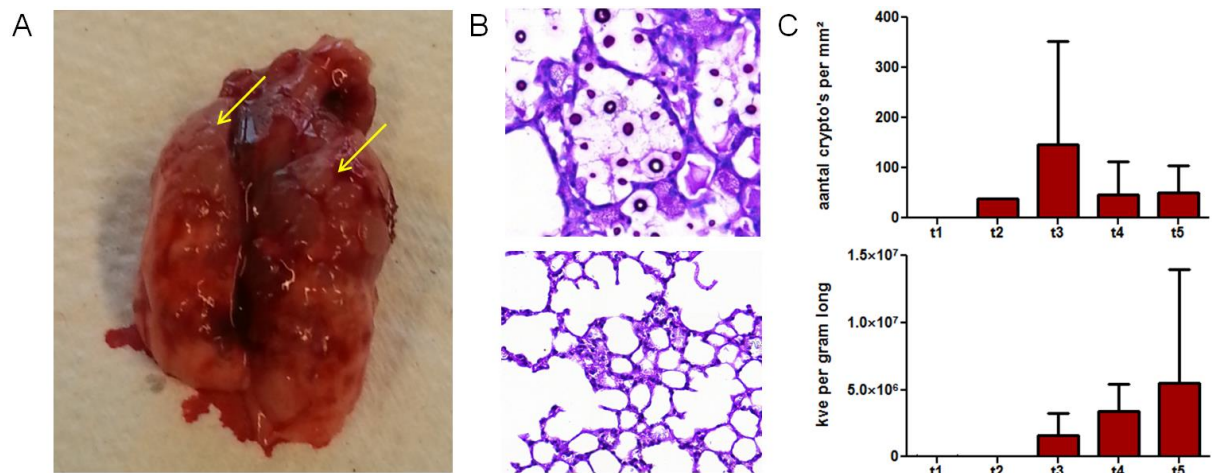 A
B
C
aantal crypto's per mm²
400
300
200
100
0
t1 t2 t3 t4 t5
kve per gram long
1.5×10⁷
1.0×10⁷
5.0×10⁶
0
t1 t2 t3 t4 t5